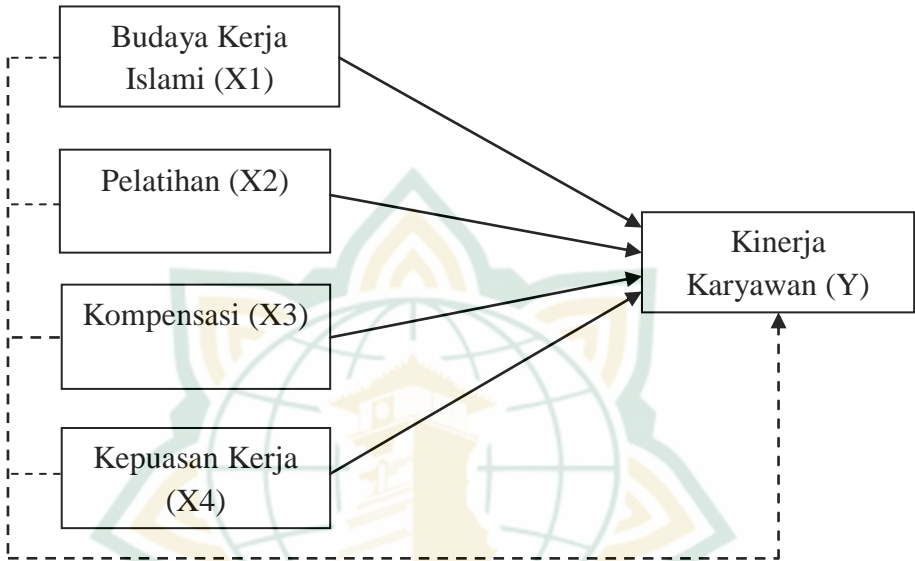 Budaya Kerja
Islami (X1)
Pelatihan (X2)
Kompensasi (X3)
Kepuasan Kerja
(X4)
Kinerja
Karyawan (Y)